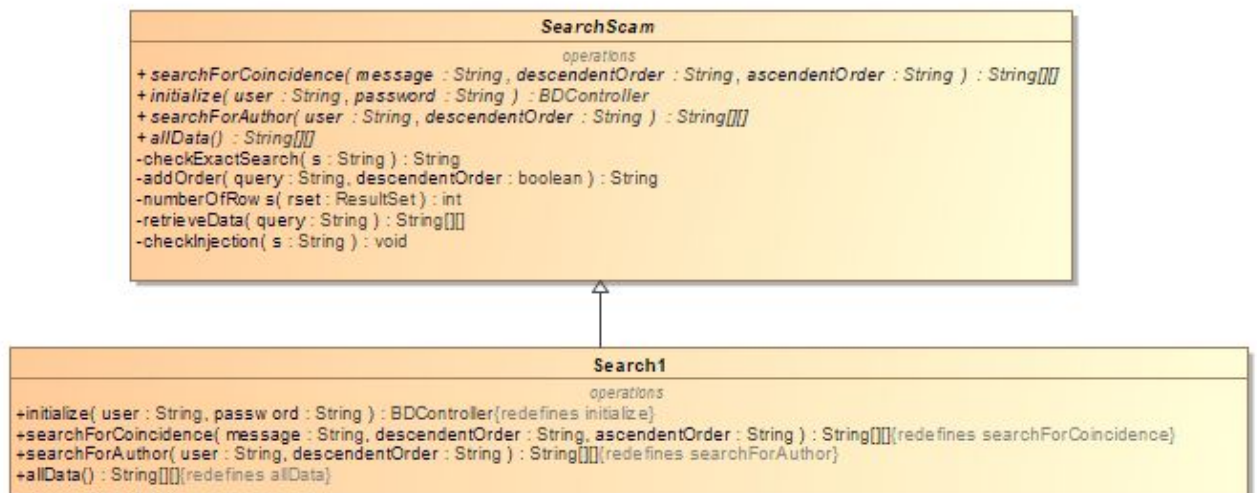 SearchScam
operations
+ searchForCoincidence( message : String, descendentOrder : String, ascendentOrder : String ) : String[][]
+ initialize( user : String, password : String ) : BDController
+ searchForAuthor( user : String, descendentOrder : String ) : String[][]
+ allData() : String[][]
-checkExactSearch( s : String ) : String
-addOrder( query : String, descendentOrder : boolean ) : String
-numberOfRows( rset : ResultSet ) : int
-retrieveData( query : String ) : String[][]
-checkInjection( s : String ) : void
Search1
operations
+initialize( user : String, password : String ) : BDController{redefines initialize}
+searchForCoincidence( message : String, descendentOrder : String, ascendentOrder : String ) : String[][]{redefines searchForCoincidence}
+searchForAuthor( user : String, descendentOrder : String ) : String[][]{redefines searchForAuthor}
+allData() : String[][]{redefines allData}